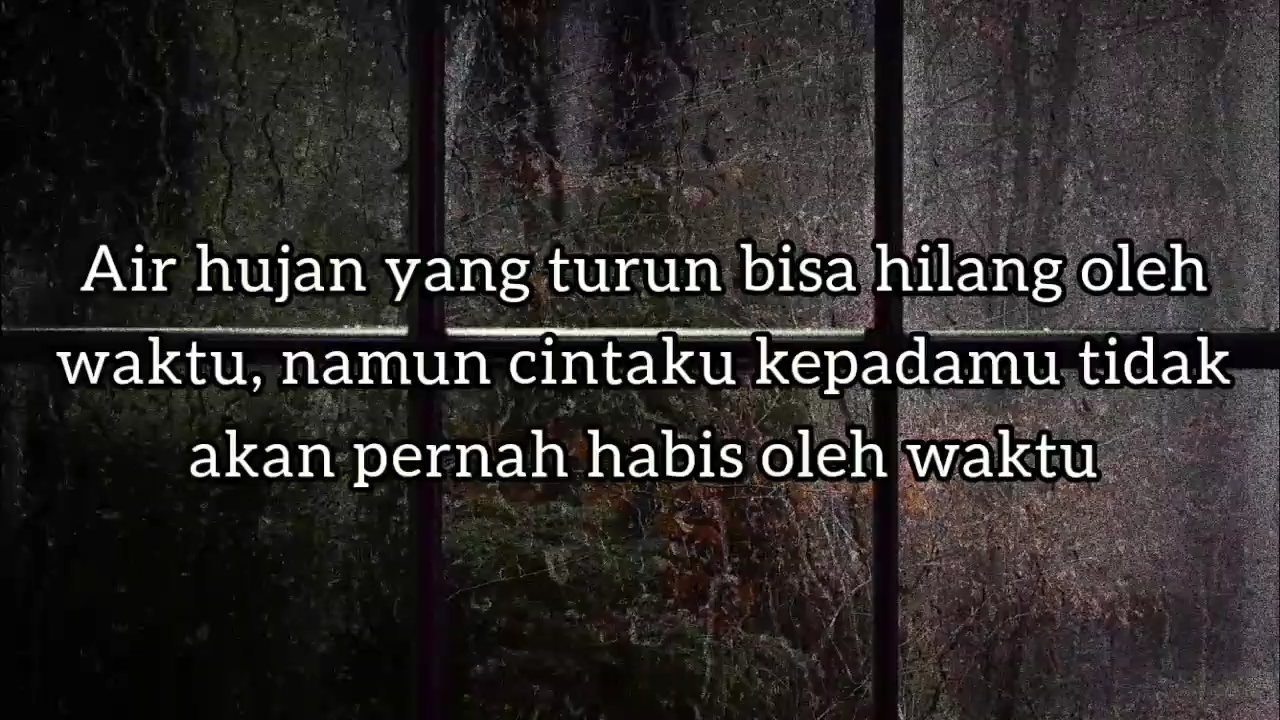 Air hujan yang turun bisa hilang oleh
waktu, namun cintaku kepadamu tidak
akan pernah habis oleh waktu